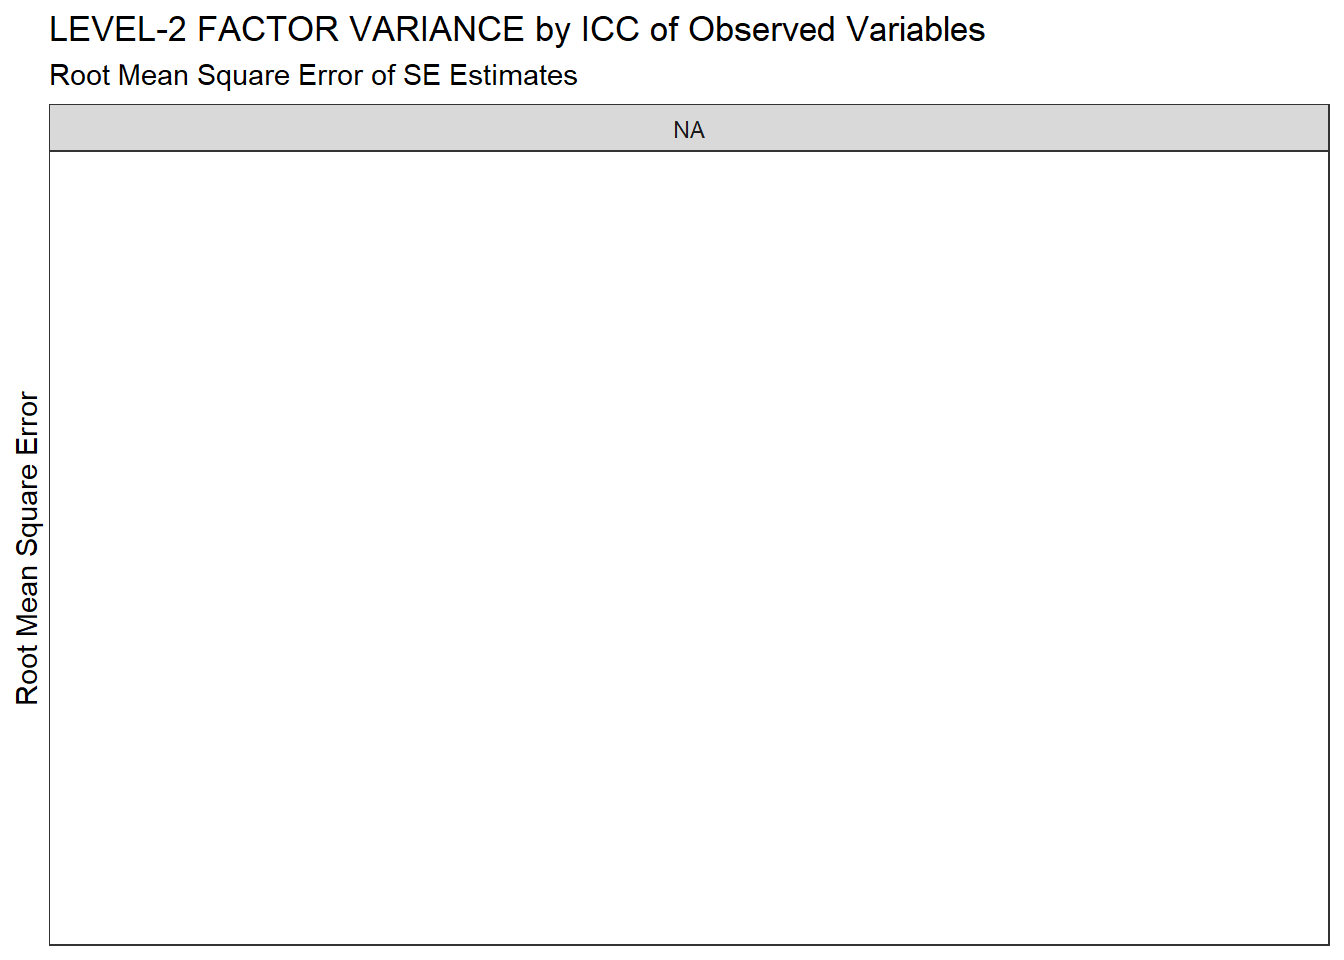 LEVEL-2 FACTOR VARIANCE by ICC of Observed Variables
Root Mean Square Error of SE Estimates
NA
Root Mean Square Error